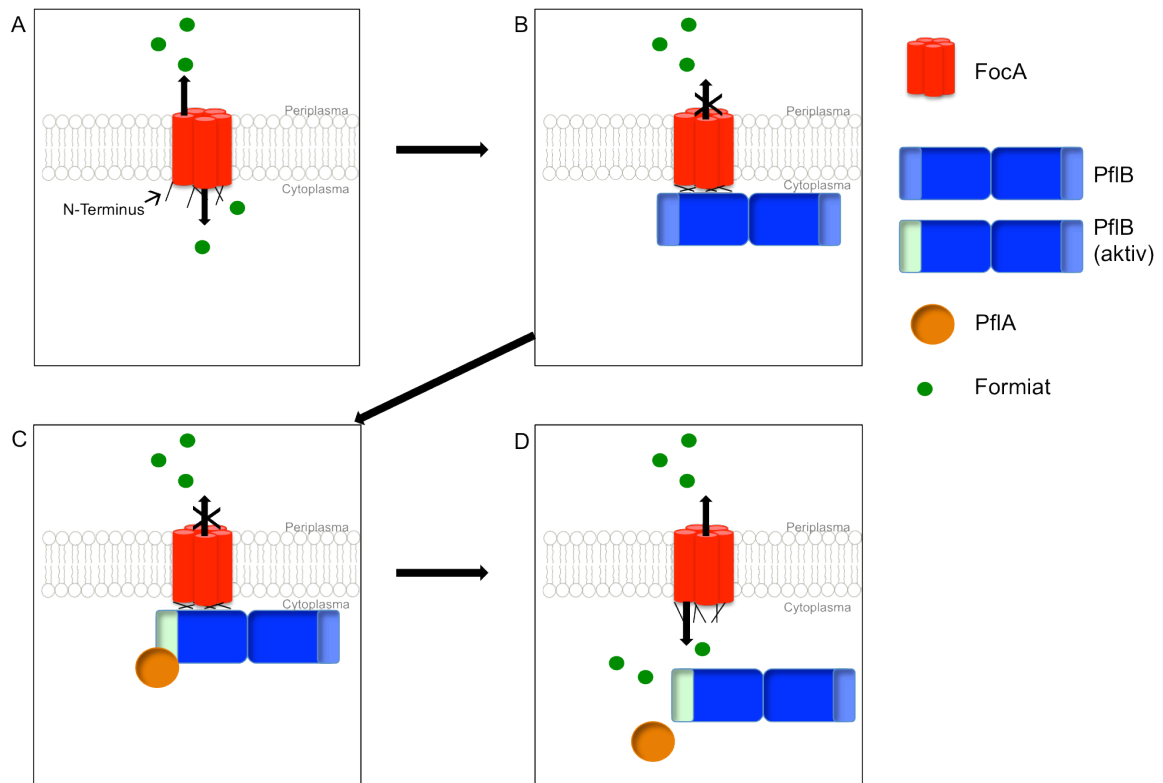 A
Periplasma
Cytoplasma
N-Terminus
B
Periplasma
Cytoplasma
FocA
PflB
PflB
(aktiv)
PflA
Formiat
C
Periplasma
Cytoplasma
D
Periplasma
Cytoplasma